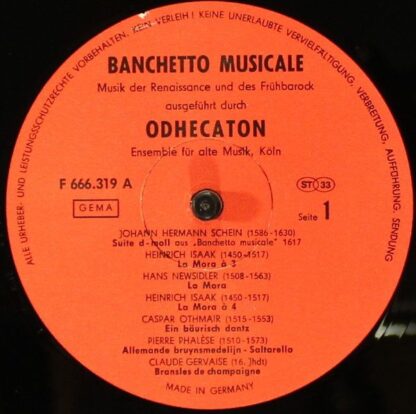 ALLE URHEBER- UND LEISTUNGSSCHUTZRECHTE VORBEHALTEN. KEIN VERLEIH! KEINE UNERLAUBTE VERVIELFÄLTIGUNG, VERBREITUNG, AUFFÜHRUNG, SENDUNG
BANCHETTO MUSICALE
Musik der Renaissance und des Frühbarock
ausgeführt durch
ODHECATON
Ensemble für alte Musik, Köln
F 666.319 A
ST 33
GEMA
Seite 1
JOHANN HERMANN SCHEIN (1586-1630)
Suite d-moll aus „Banchetto musicale" 1617
HEINRICH ISAAK (1450-1517)
La Mora à 3
HANS NEWSIDLER (1508-1563)
La Mora
HEINRICH ISAAK (1450-1517)
La Mora à 4
CASPAR OTHMAIR (1515-1553)
Ein bäurisch dantz
PIERRE PHALÈSE (1510-1573)
Allemande bruynsmedelijn - Saltarello
CLAUDE GERVAISE (16. Jhdt)
Bransles de champaigne
MADE IN GERMANY